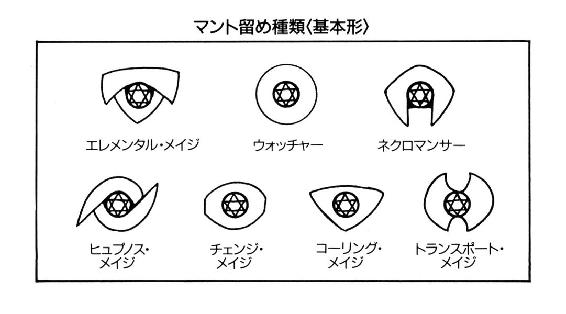 マント留め種類〈基本形〉
エレメンタル・メイジ
ウォッチャー
ネクロマンサー
ヒュプノス・
メイジ
チェンジ・
メイジ
コーリング・
メイジ
トランスポート・
メイジ